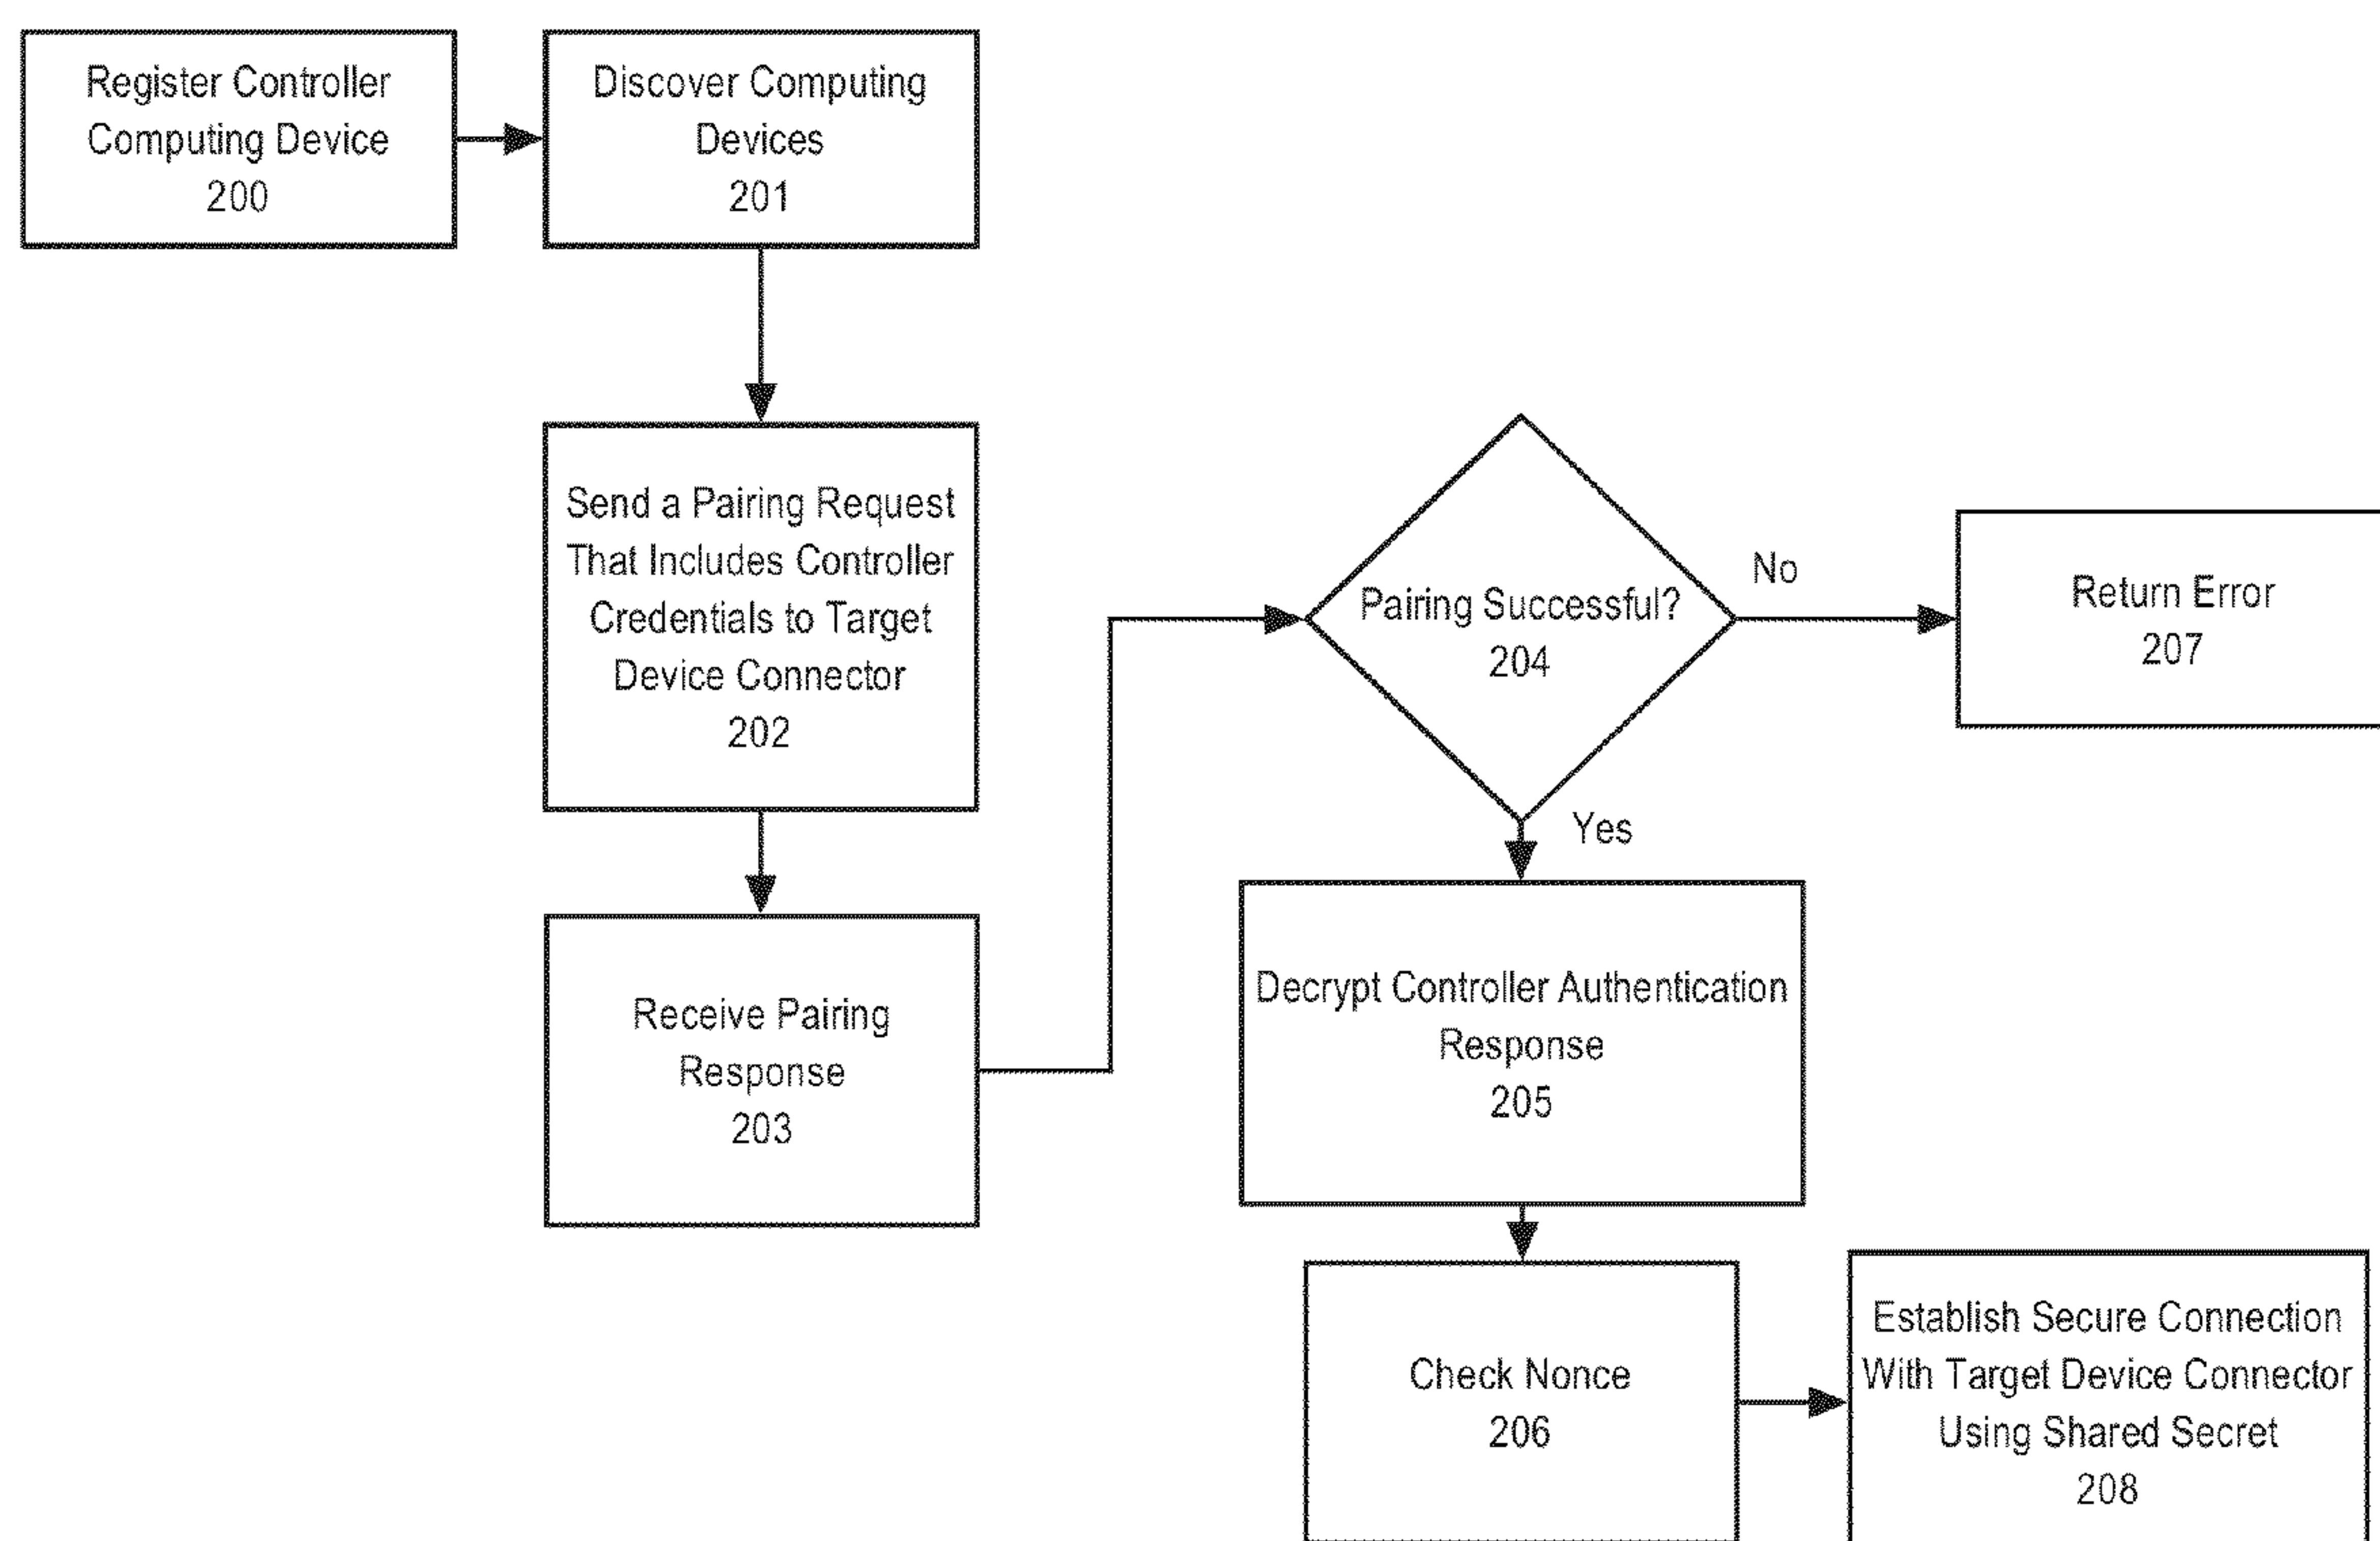 Register Controller
Computing Device
200
Discover Computing
Devices
201
Send a Pairing Request
That Includes Controller
Credentials to Target
Device Connector
202
Receive Pairing
Response
203
Pairing Successful?
204
No
Return Error
207
Yes
Decrypt Controller Authentication
Response
205
Check Nonce
206
Establish Secure Connection
With Target Device Connector
Using Shared Secret
208